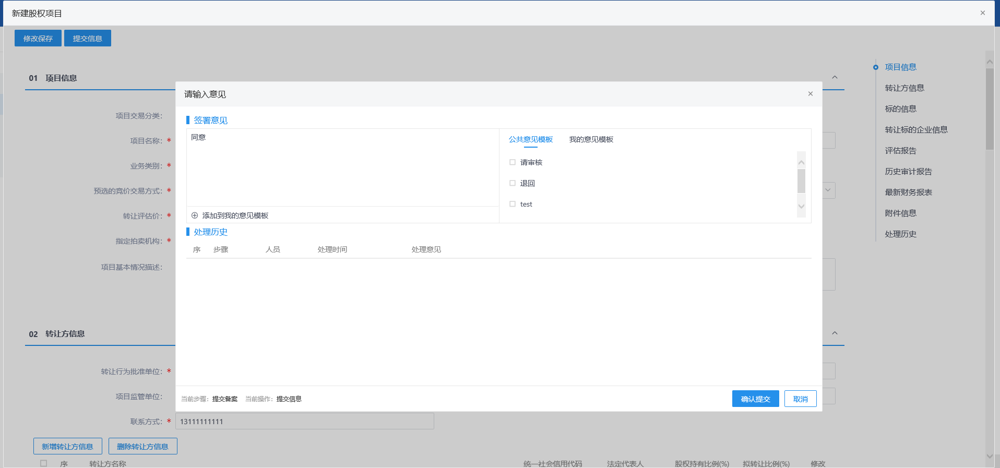 新建股权项目
修改保存 提交信息
01 项目信息
项目交易分类：
项目名称：*
业务类别：*
预选的竞价交易方式：*
转让评估价：*
指定拍卖机构：*
项目基本情况描述：
请输入意见
签署意见
同意
公共意见模板 我的意见模板
请审核
退回
test
添加到我的意见模板
处理历史
序 步骤 人员 处理时间 处理意见
当前步骤：提交备案 当前操作：提交信息
确认提交 取消
02 转让方信息
转让行为批准单位：*
项目监管单位：
联系方式：* 13111111111
新增转让方信息 删除转让方信息
序 转让方名称 统一社会信用代码 法定代表人 股权持有比例(%) 拟转让比例(%) 修改
项目信息
转让方信息
标的信息
转让标的企业信息
评估报告
历史审计报告
最新财务报表
附件信息
处理历史